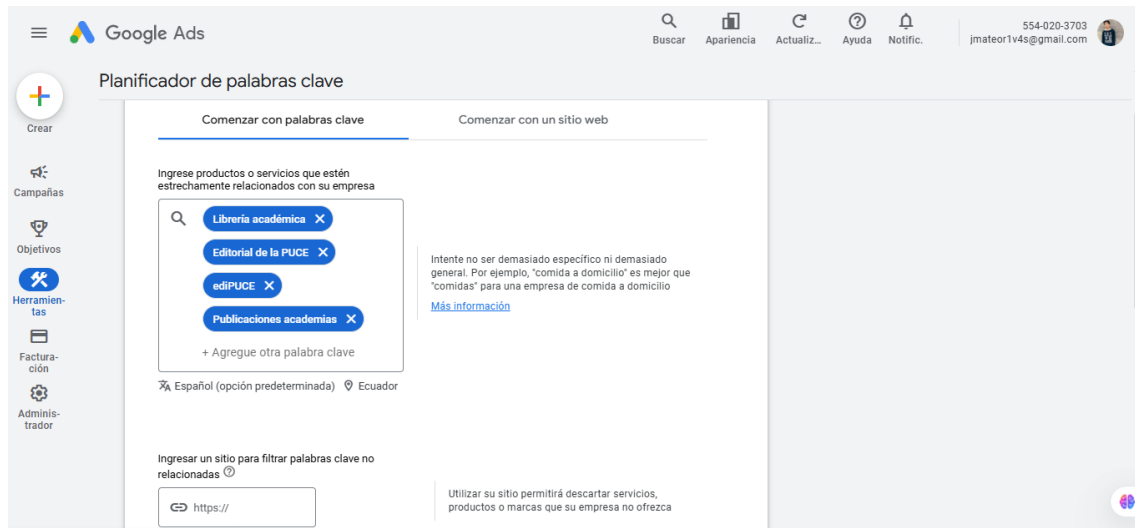 Google Ads
Buscar
Apariencia
Actualiz...
Ayuda
Notific.
554-020-3703
jmateor1v4s@gmail.com
Planificador de palabras clave
Crear
Campañas
Objetivos
Herramien-
tas
Factura-
ción
Adminis-
trador
Comenzar con palabras clave
Comenzar con un sitio web
Ingrese productos o servicios que estén
estrechamente relacionados con su empresa
Librería académica
Editorial de la PUCE
ediPUCE
Publicaciones academias
+ Agregue otra palabra clave
Español (opción predeterminada)
Ecuador
Intente no ser demasiado específico ni demasiado
general. Por ejemplo, "comida a domicilio" es mejor que
"comidas" para una empresa de comida a domicilio
Más información
Ingresar un sitio para filtrar palabras clave no
relacionadas
https://
Utilizar su sitio permitirá descartar servicios,
productos o marcas que su empresa no ofrezca